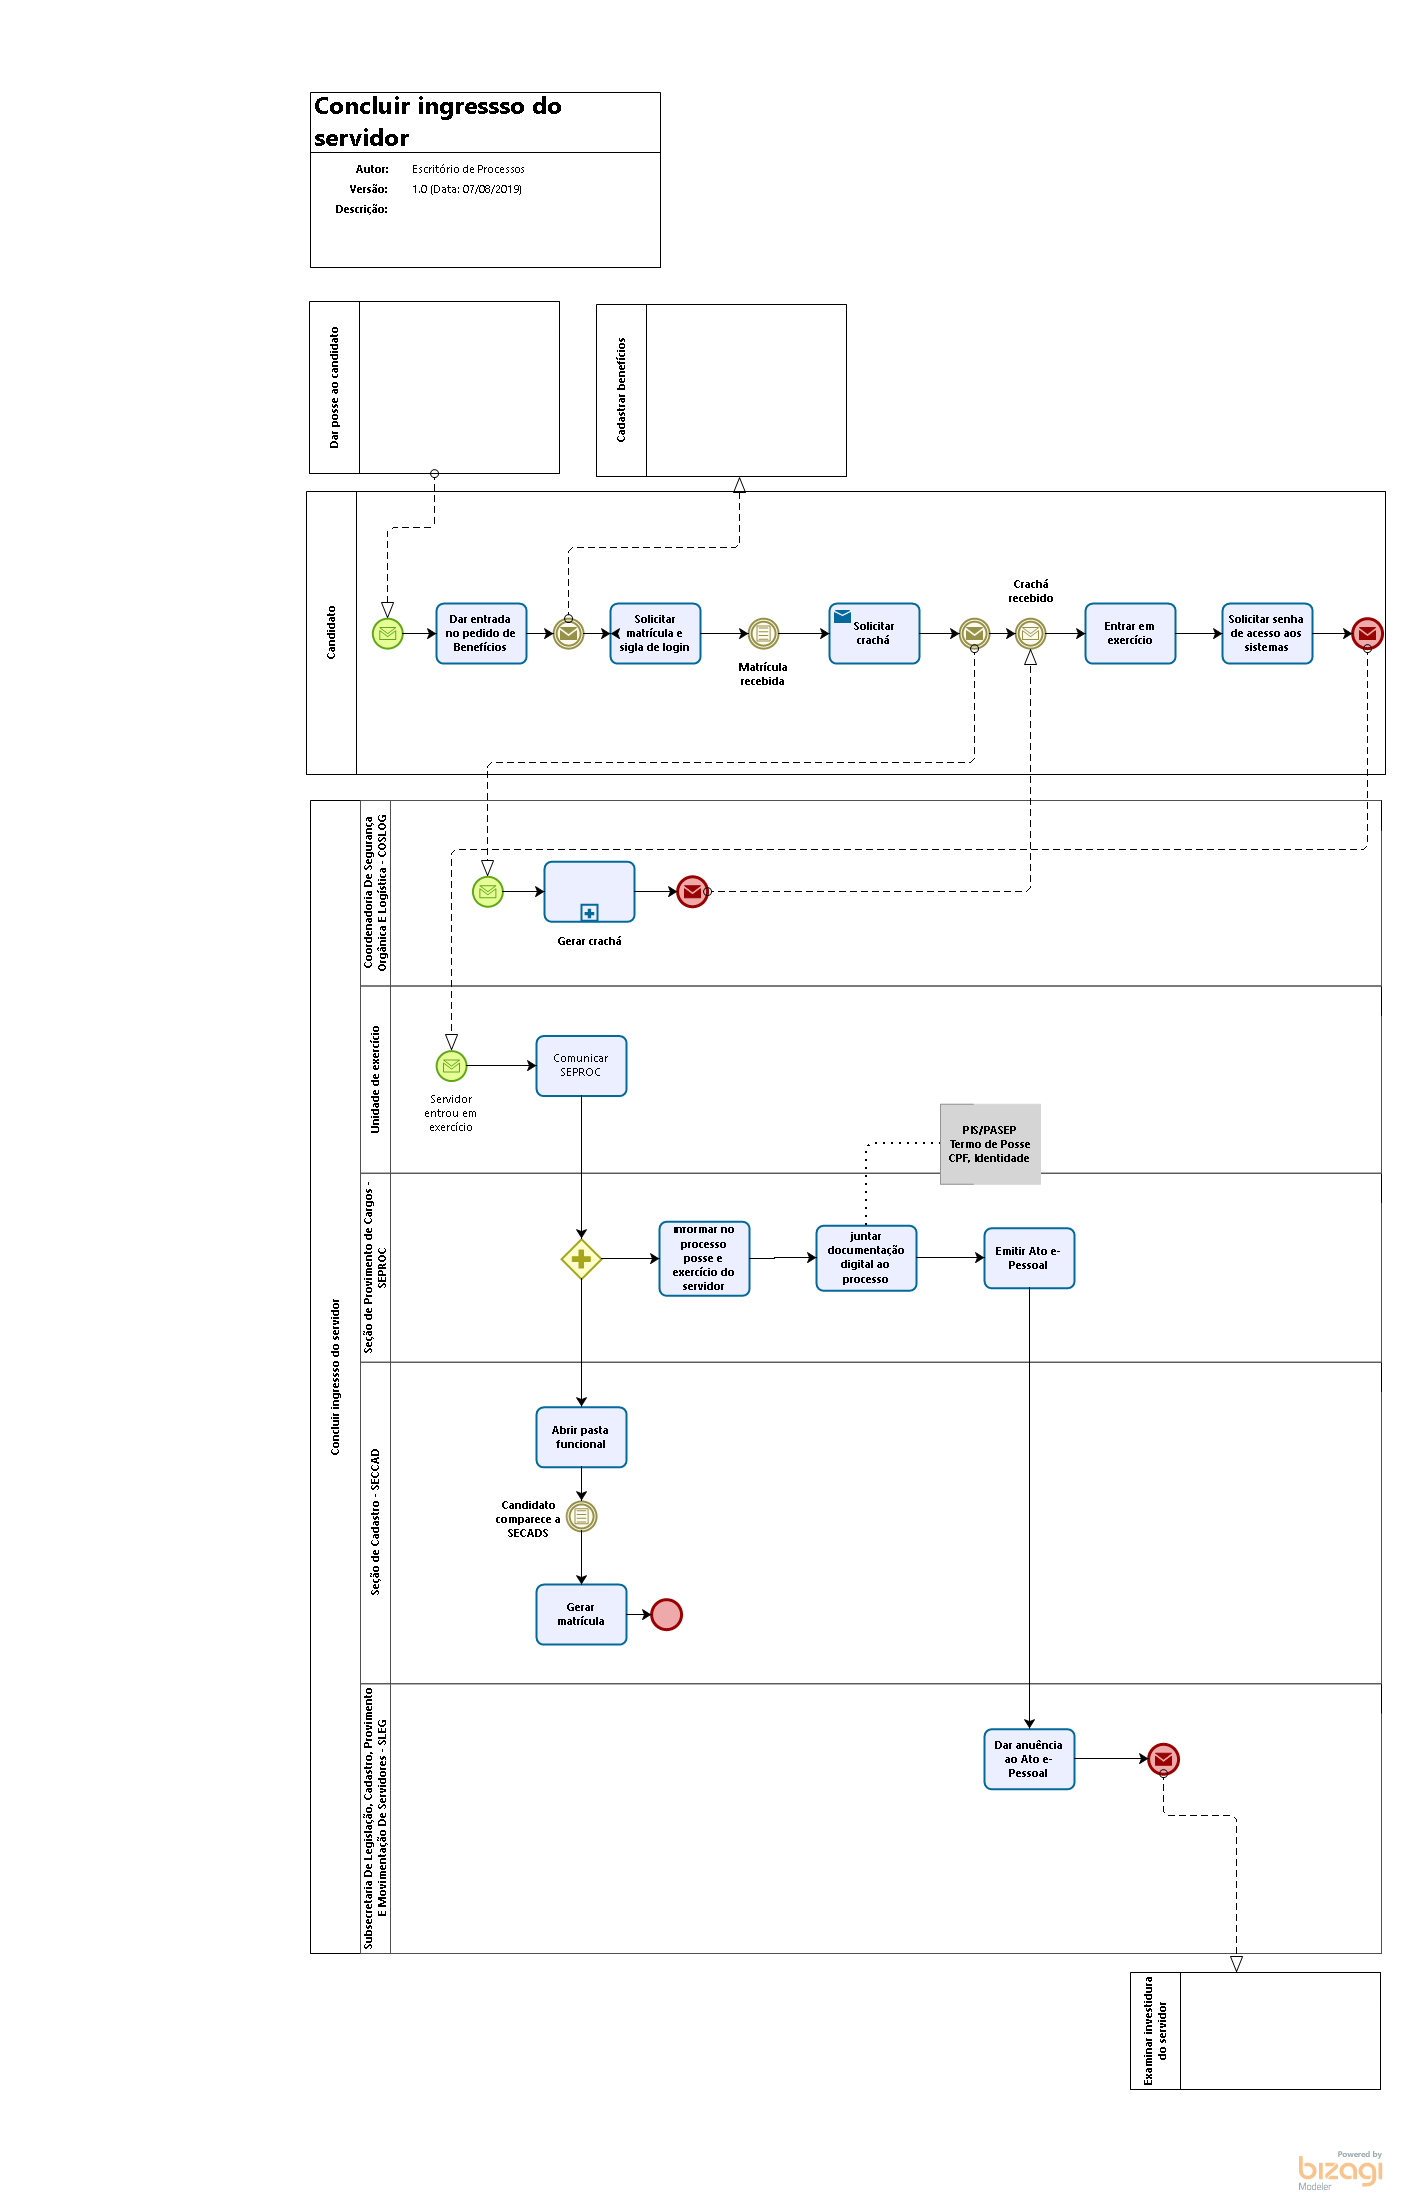 Concluir ingressso do
servidor
Autor: Escritório de Processos
Versão: 1.0 (Data: 07/08/2019)
Descrição:
Dar posse ao candidato
Cadastrar benefícios
Candidato
Dar entrada
no pedido de
Benefícios
Solicitar
matrícula e
sigla de login
Matrícula
recebida
Solicitar
crachá
Crachá
recebido
Entrar em
exercício
Solicitar senha
de acesso aos
sistemas
Concluir ingressso do servidor
Coordenadoria De Segurança
Orgânica E Logística - COSLOG
Gerar crachá
Unidade de exercício
Servidor
entrou em
exercício
Comunicar
SEPROC
PIS/PASEP
Termo de Posse
CPF, Identidade
Seção de Provimento de Cargos -
SEPROC
Informar no
processo
posse e
exercício do
servidor
juntar
documentação
digital ao
processo
Emitir Ato e-
Pessoal
Seção de Cadastro - SECCAD
Abrir pasta
funcional
Candidato
comparece a
SECADS
Gerar
matrícula
Subsecretaria De Legislação, Cadastro, Provimento
E Movimentação De Servidores - SLEG
Dar anuência
ao Ato e-
Pessoal
Examinar investidura
do servidor
Powered by
bizagi
Modeler